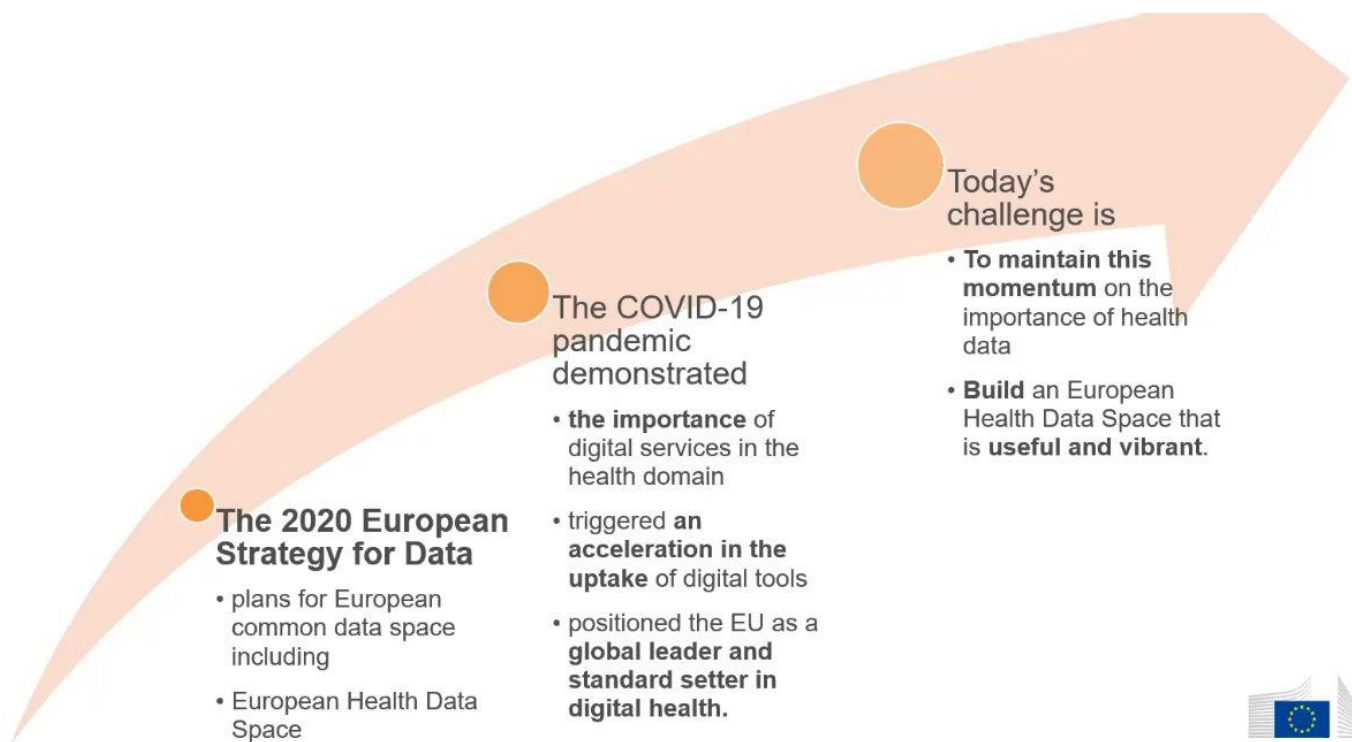 The 2020 European
Strategy for Data
• plans for European
common data space
including
• European Health Data
Space
The COVID-19
pandemic
demonstrated
• the importance of
digital services in the
health domain
• triggered an
acceleration in the
uptake of digital tools
• positioned the EU as a
global leader and
standard setter in
digital health.
Today’s
challenge is
• To maintain this
momentum on the
importance of health
data
• Build an European
Health Data Space that
is useful and vibrant.